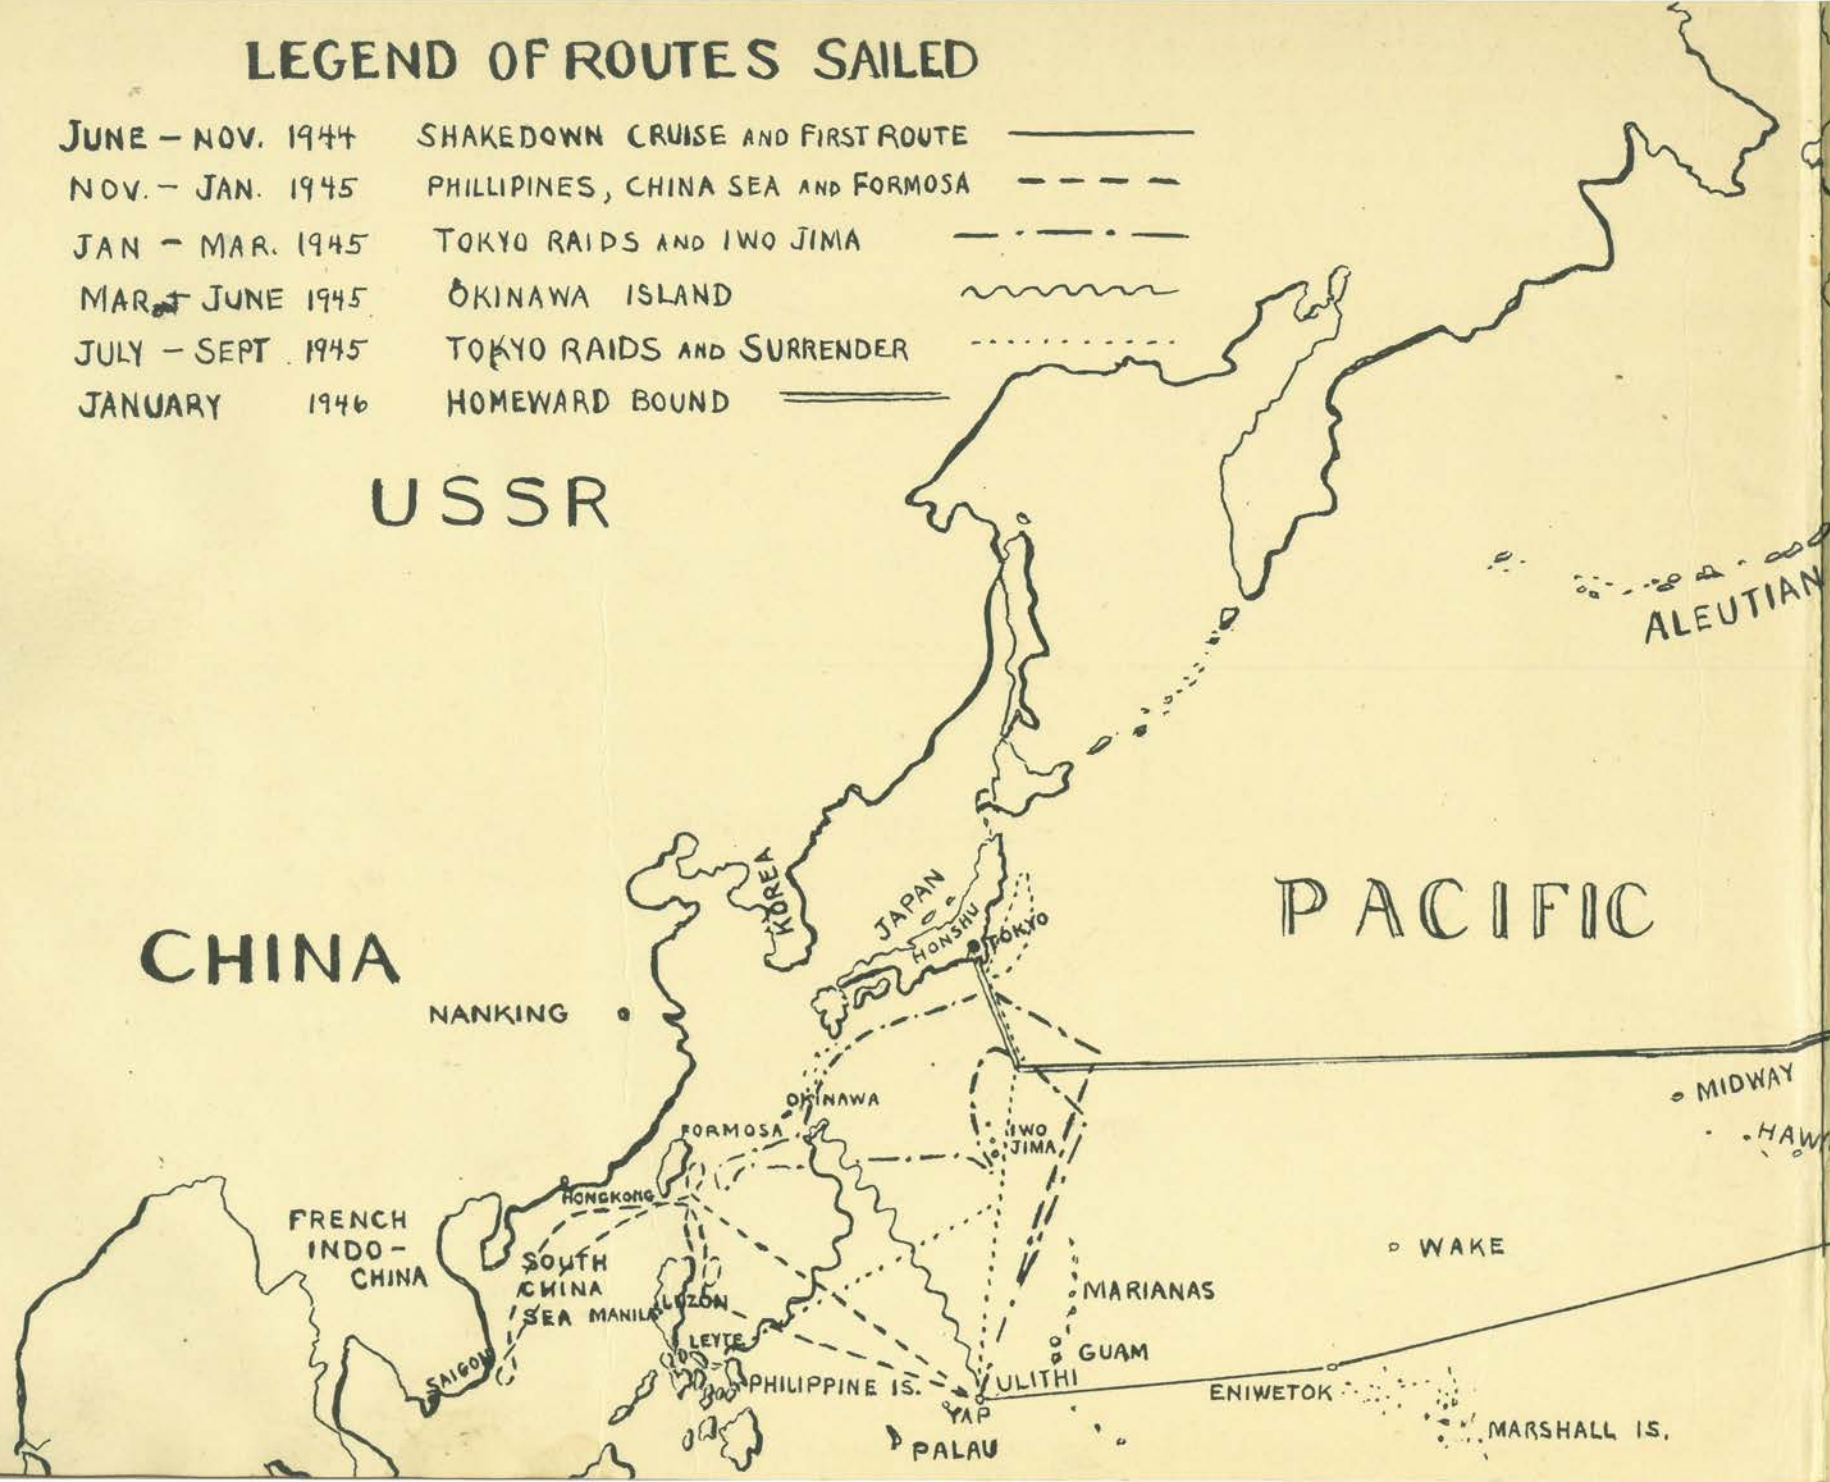 LEGEND OF ROUTES SAILED
JUNE – NOV. 1944 SHAKEDOWN CRUISE AND FIRST ROUTE
NOV. – JAN. 1945 PHILLIPINES, CHINA SEA AND FORMOSA
JAN – MAR. 1945 TOKYO RAIDS AND IWO JIMA
MAR – JUNE 1945 OKINAWA ISLAND
JULY – SEPT. 1945 TOKYO RAIDS AND SURRENDER
JANUARY 1946 HOMEWARD BOUND
USSR
ALEUTIAN
KOREA
JAPAN
HONSHU
TOKYO
PACIFIC
CHINA
NANKING
MIDWAY
OKINAWA
FORMOSA
IWO
JIMA
HAW
HONGKONG
FRENCH
INDO-
CHINA
SOUTH
CHINA
SEA
MANILA
LUZON
WAKE
MARIANAS
LEYTE
GUAM
SAIGON
PHILIPPINE IS.
ULITHI
ENIWETOK
YAP
PALAU
MARSHALL IS.